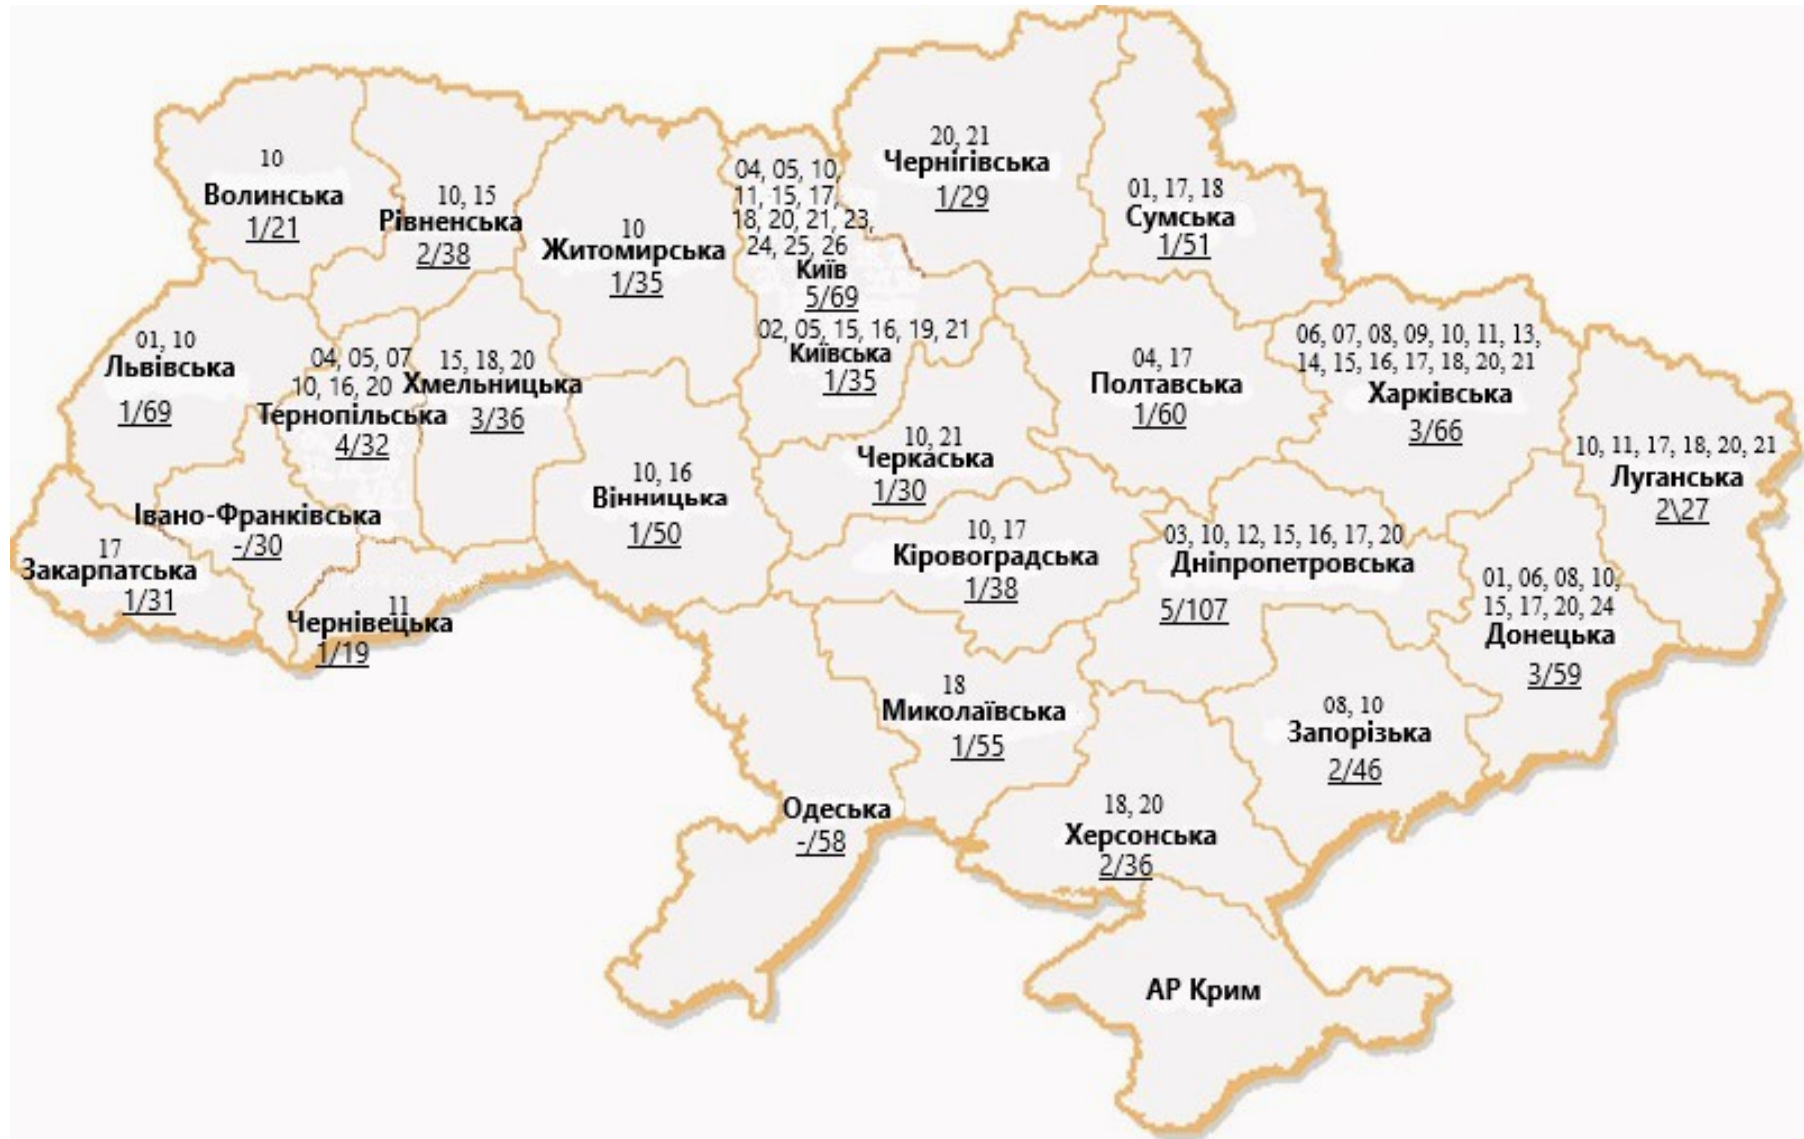 10
Волинська
1/21
10, 15
Рівненська
2/38
10
Житомирська
1/35
04, 05, 10,
11, 15, 17,
18, 20, 21, 23,
24, 25, 26
Київ
5/69
02, 05, 15, 16, 19, 21
Київська
1/35
20, 21
Чернігівська
1/29
01, 17, 18
Сумська
1/51
01, 10
Львівська
1/69
04, 05, 07
10, 16, 20
Тернопільська
4/32
15, 18, 20
Хмельницька
3/36
10, 16
Вінницька
1/50
10, 21
Черкаська
1/30
04, 17
Полтавська
1/60
06, 07, 08, 09, 10, 11, 13,
14, 15, 16, 17, 18, 20, 21
Харківська
3/66
10, 11, 17, 18, 20, 21
Луганська
2\27
Івано-Франківська
-/30
17
Закарпатська
1/31
11
Чернівецька
1/19
10, 17
Кіровоградська
1/38
03, 10, 12, 15, 16, 17, 20
Дніпропетровська
5/107
01, 06, 08, 10,
15, 17, 20, 24
Донецька
3/59
18
Миколаївська
1/55
08, 10
Запорізька
2/46
Одеська
-/58
18, 20
Херсонська
2/36
АР Крим